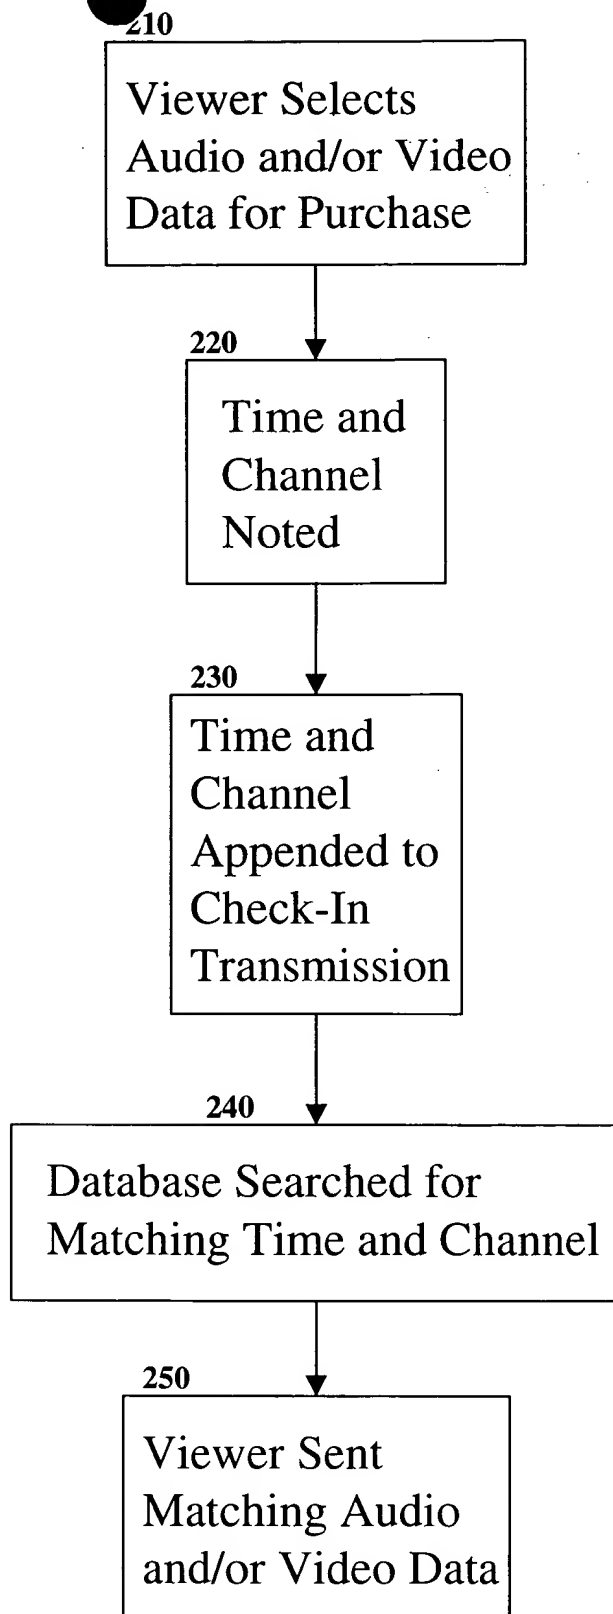 210
Viewer Selects
Audio and/or Video
Data for Purchase
220
Time and
Channel
Noted
230
Time and
Channel
Appended to
Check-In
Transmission
240
Database Searched for
Matching Time and Channel
250
Viewer Sent
Matching Audio
and/or Video Data